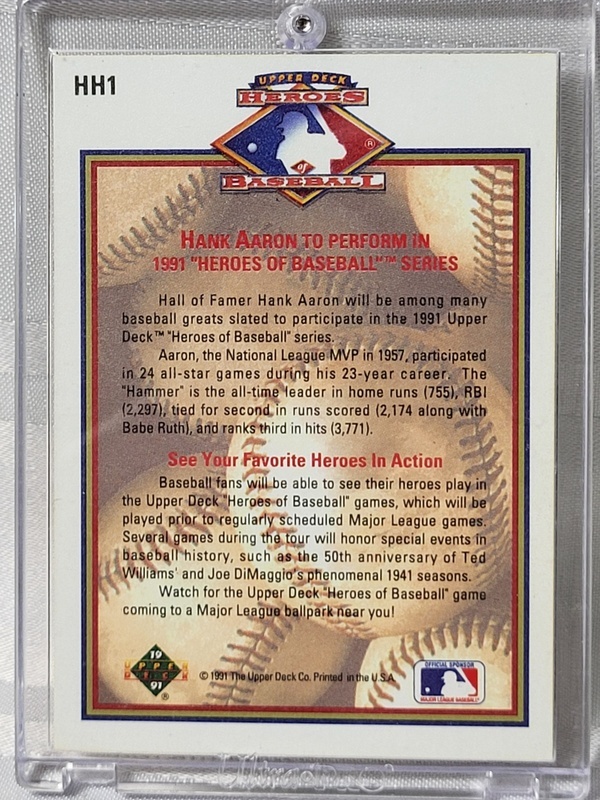 HH1
UPPER DECK
HEROES
of
BASEBALL
®
HANK AARON TO PERFORM IN
1991 "HEROES OF BASEBALL"™ SERIES
Hall of Famer Hank Aaron will be among many
baseball greats slated to participate in the 1991 Upper
Deck™ "Heroes of Baseball" series.
Aaron, the National League MVP in 1957, participated
in 24 all-star games during his 23-year career. The
"Hammer" is the all-time leader in home runs (755), RBI
(2,297), tied for second in runs scored (2,174 along with
Babe Ruth), and ranks third in hits (3,771).
See Your Favorite Heroes In Action
Baseball fans will be able to see their heroes play in
the Upper Deck "Heroes of Baseball" games, which will be
played prior to regularly scheduled Major League games.
Several games during the tour will honor special events in
baseball history, such as the 50th anniversary of Ted
Williams' and Joe DiMaggio's phenomenal 1941 seasons.
Watch for the Upper Deck "Heroes of Baseball" game
coming to a Major League ballpark near you!
19
UPPER
DECK
91
®
© 1991 The Upper Deck Co. Printed in the U.S.A.
OFFICIAL SPONSOR
MAJOR LEAGUE BASEBALL